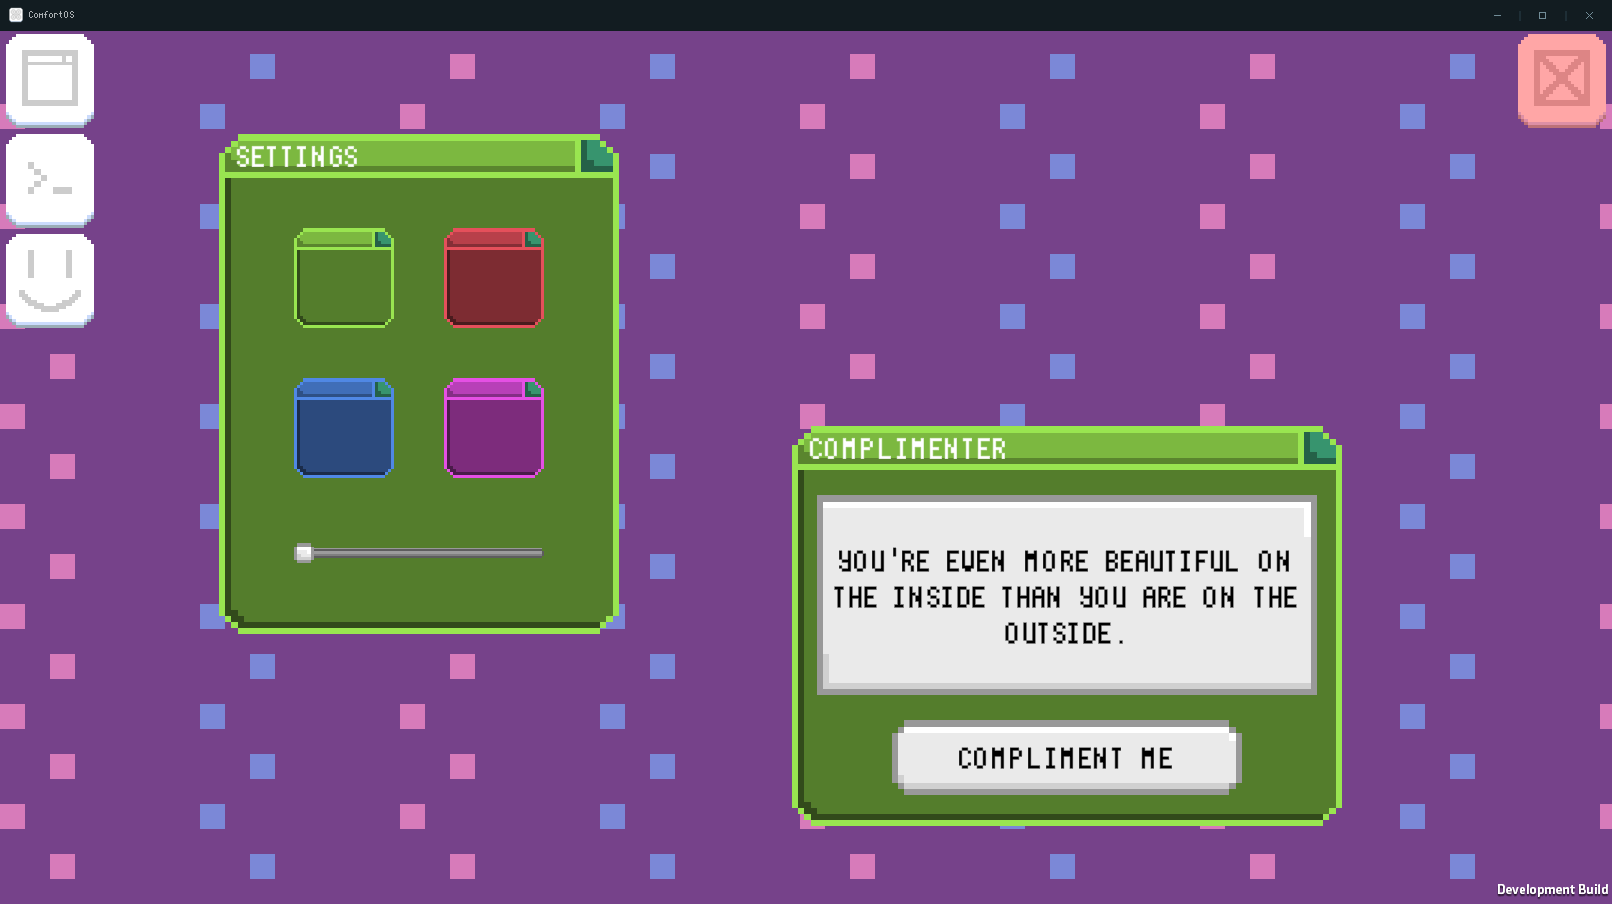 ComfortOS
SETTINGS
COMPLIMENTER
YOU'RE EVEN MORE BEAUTIFUL ON
THE INSIDE THAN YOU ARE ON THE
OUTSIDE.
COMPLIMENT ME
Development Build